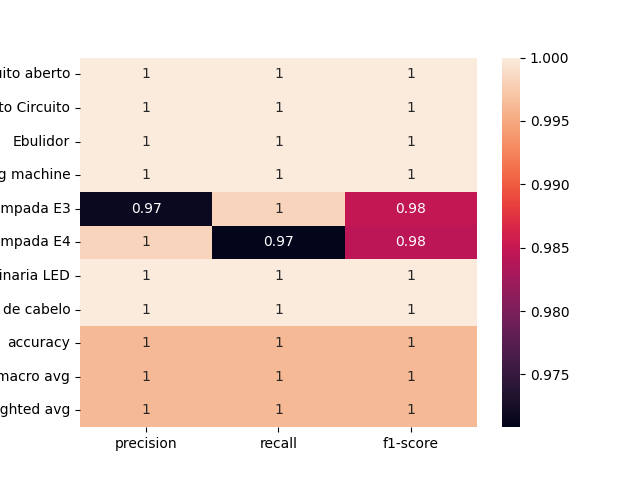 uito aberto 1 1 1
to Circuito 1 1 1
Ebulidor 1 1 1
g machine 1 1 1
mpada E3 0.97 1 0.98
mpada E4 1 0.97 0.98
inaria LED 1 1 1
de cabelo 1 1 1
accuracy 1 1 1
macro avg 1 1 1
ghted avg 1 1 1
precision recall f1-score
1.000
0.995
0.990
0.985
0.980
0.975